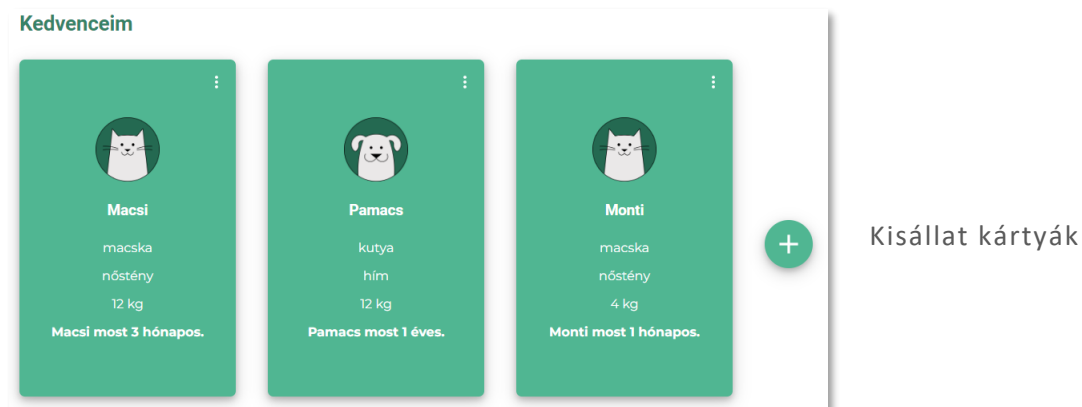 Kedvenceim
Macsi
macska
nőstény
12 kg
Macsi most 3 hónapos.
Pamacs
kutya
hím
12 kg
Pamacs most 1 éves.
Monti
macska
nőstény
4 kg
Monti most 1 hónapos.
Kisállat kártyák